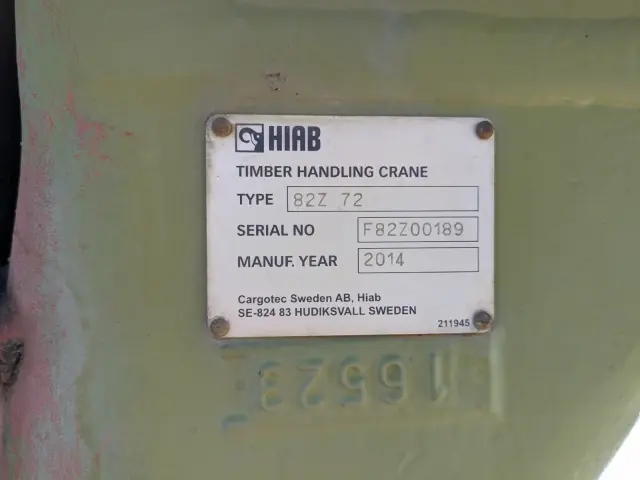 HIAB
TIMBER HANDLING CRANE
TYPE 82Z 72
SERIAL NO F82Z00189
MANUF. YEAR 2014
Cargotec Sweden AB, Hiab
SE-824 83 HUDIKSVALL SWEDEN
211945
16523